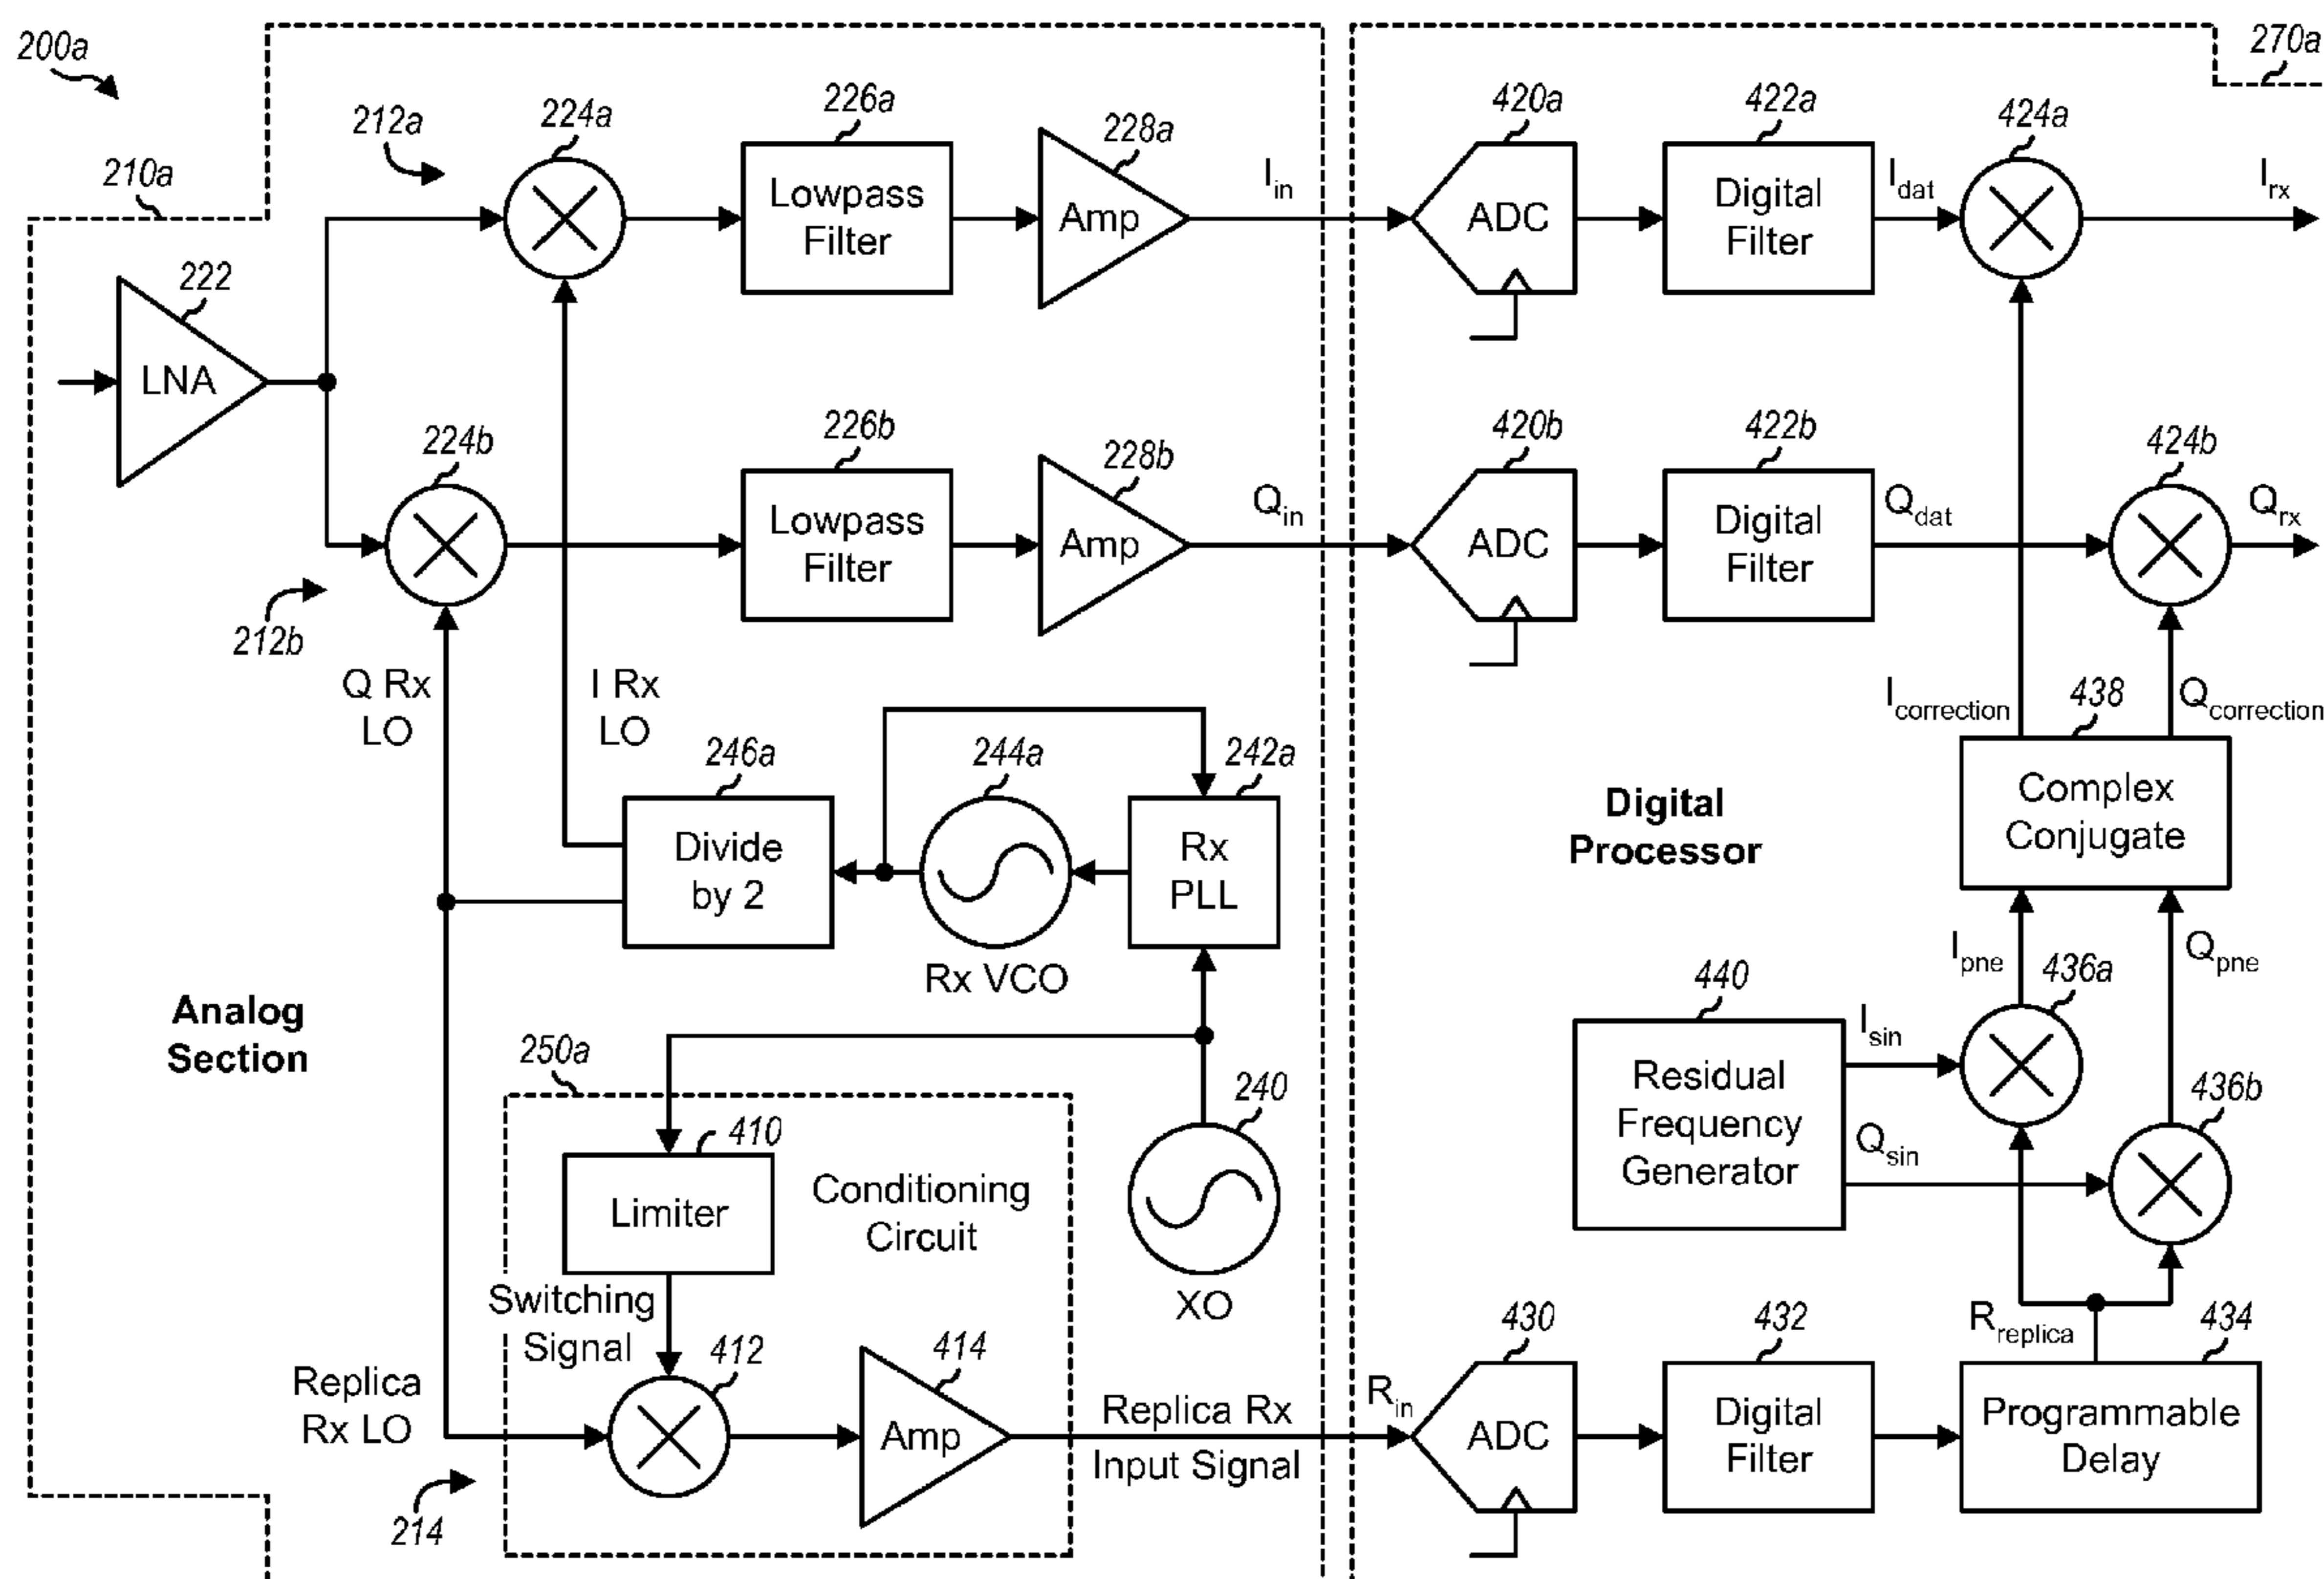 200a
270a
210a
212a
224a
226a
228a
420a
422a
424a
Lowpass
Filter
Amp
I_in
ADC
Digital
Filter
I_dat
I_rx
222
LNA
224b
226b
228b
420b
422b
424b
Lowpass
Filter
Amp
Q_in
ADC
Digital
Filter
Q_dat
Q_rx
212b
Q Rx
LO
I Rx
LO
246a
244a
242a
Divide
by 2
Rx
PLL
Rx VCO
I_correction
438
Q_correction
Complex
Conjugate
Digital
Processor
I_pne
436a
Q_pne
Analog
Section
250a
240
440
I_sin
Residual
Frequency
Generator
Q_sin
436b
410
Limiter
Conditioning
Circuit
XO
Switching
Signal
412
414
Amp
Replica
Rx LO
214
Replica Rx
Input Signal
R_in
430
ADC
432
Digital
Filter
R_replica
434
Programmable
Delay